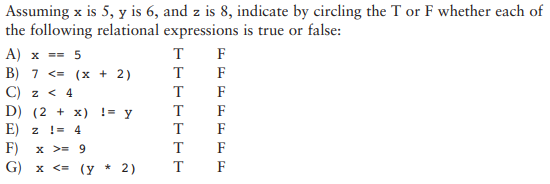 Assuming x is 5, y is 6, and z is 8, indicate by circling the T or F whether each of
the following relational expressions is true or false:
A) x == 5 T F
B) 7 <= (x + 2) T F
C) z < 4 T F
D) (2 + x) != y T F
E) z != 4 T F
F) x >= 9 T F
G) x <= (y * 2) T F